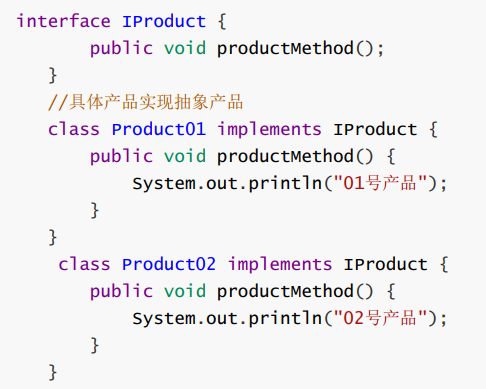 interface IProduct {
public void productMethod();
}
//具体产品实现抽象产品
class Product01 implements IProduct {
public void productMethod() {
System.out.println("01号产品");
}
}
class Product02 implements IProduct {
public void productMethod() {
System.out.println("02号产品");
}
}